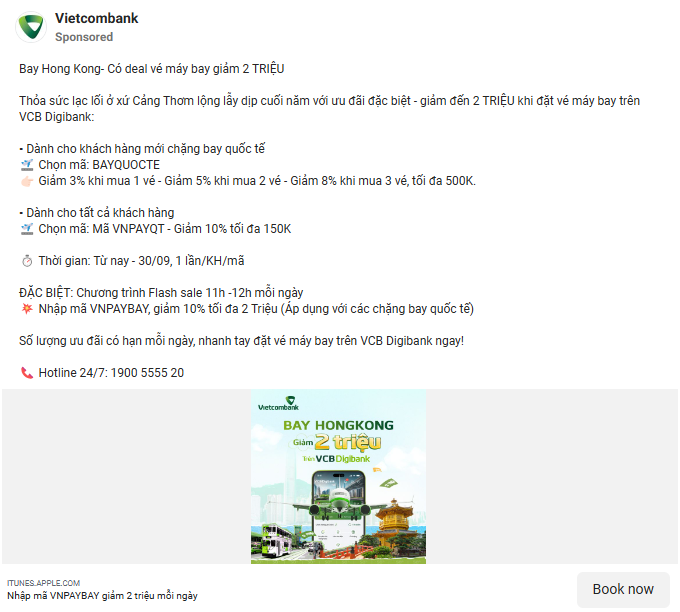 Vietcombank
Sponsored
Bay Hong Kong- Có deal vé máy bay giảm 2 TRIỆU
Thỏa sức lạc lối ở xứ Cảng Thơm lộng lẫy dịp cuối năm với ưu đãi đặc biệt - giảm đến 2 TRIỆU khi đặt vé máy bay trên
VCB Digibank:
• Dành cho khách hàng mới chặng bay quốc tế
Chọn mã: BAYQUOCTE
👉🏻 Giảm 3% khi mua 1 vé - Giảm 5% khi mua 2 vé - Giảm 8% khi mua 3 vé, tối đa 500K.
• Dành cho tất cả khách hàng
Chọn mã: Mã VNPAYQT - Giảm 10% tối đa 150K
⏱ Thời gian: Từ nay - 30/09, 1 lần/KH/mã
ĐẶC BIỆT: Chương trình Flash sale 11h -12h mỗi ngày
💥 Nhập mã VNPAYBAY, giảm 10% tối đa 2 Triệu (Áp dụng với các chặng bay quốc tế)
Số lượng ưu đãi có hạn mỗi ngày, nhanh tay đặt vé máy bay trên VCB Digibank ngay!
📞 Hotline 24/7: 1900 5555 20
Vietcombank
BAY HONGKONG
Giảm 2 triệu
Trên VCB Digibank
ITUNES.APPLE.COM
Nhập mã VNPAYBAY giảm 2 triệu mỗi ngày
Book now